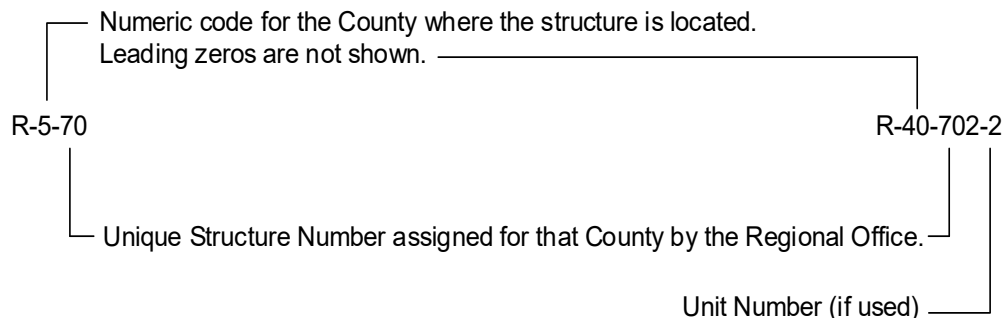 Numeric code for the County where the structure is located.
Leading zeros are not shown.
R-5-70
R-40-702-2
Unique Structure Number assigned for that County by the Regional Office.
Unit Number (if used)